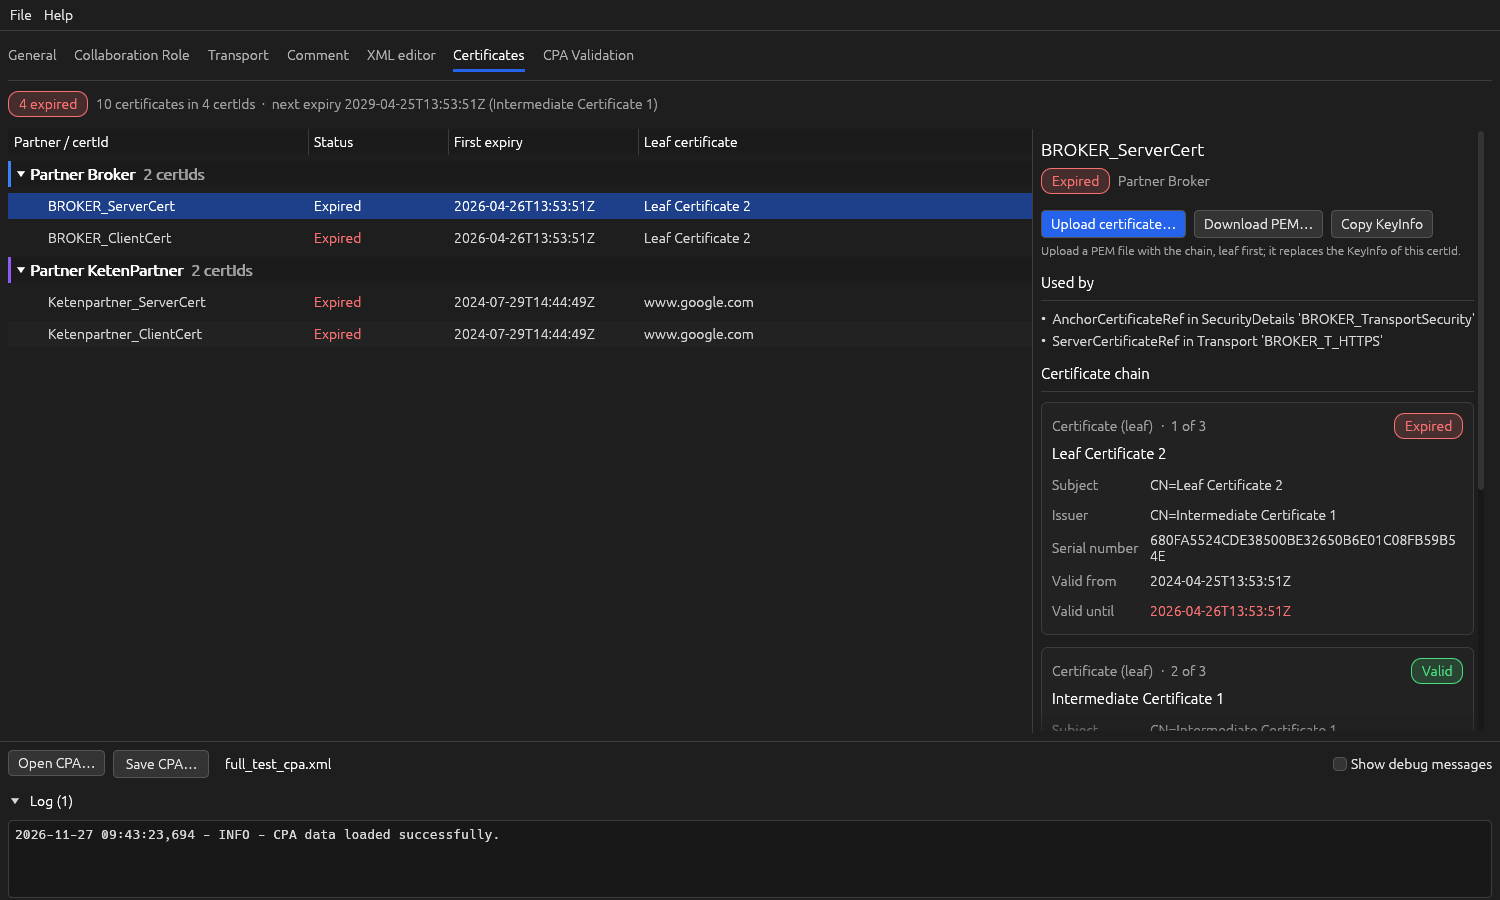 File Help
General Collaboration Role Transport Comment XML editor Certificates CPA Validation
4 expired 10 certificates in 4 certIds · next expiry 2029-04-25T13:53:51Z (Intermediate Certificate 1)
Partner / certId Status First expiry Leaf certificate
Partner Broker 2 certIds
BROKER_ServerCert Expired 2026-04-26T13:53:51Z Leaf Certificate 2
BROKER_ClientCert Expired 2026-04-26T13:53:51Z Leaf Certificate 2
Partner KetenPartner 2 certIds
Ketenpartner_ServerCert Expired 2024-07-29T14:44:49Z www.google.com
Ketenpartner_ClientCert Expired 2024-07-29T14:44:49Z www.google.com
BROKER_ServerCert
Expired Partner Broker
Upload certificate... Download PEM... Copy KeyInfo
Upload a PEM file with the chain, leaf first; it replaces the KeyInfo of this certId.
Used by
• AnchorCertificateRef in SecurityDetails 'BROKER_TransportSecurity'
• ServerCertificateRef in Transport 'BROKER_T_HTTPS'
Certificate chain
Certificate (leaf) · 1 of 3 Expired
Leaf Certificate 2
Subject CN=Leaf Certificate 2
Issuer CN=Intermediate Certificate 1
Serial number 680FA5524CDE38500BE32650B6E01C08FB59B5
4E
Valid from 2024-04-25T13:53:51Z
Valid until 2026-04-26T13:53:51Z
Certificate (leaf) · 2 of 3 Valid
Intermediate Certificate 1
Subject CN=Intermediate Certificate 1
Open CPA... Save CPA... full_test_cpa.xml Show debug messages
Log (1)
2026-11-27 09:43:23,694 - INFO - CPA data loaded successfully.